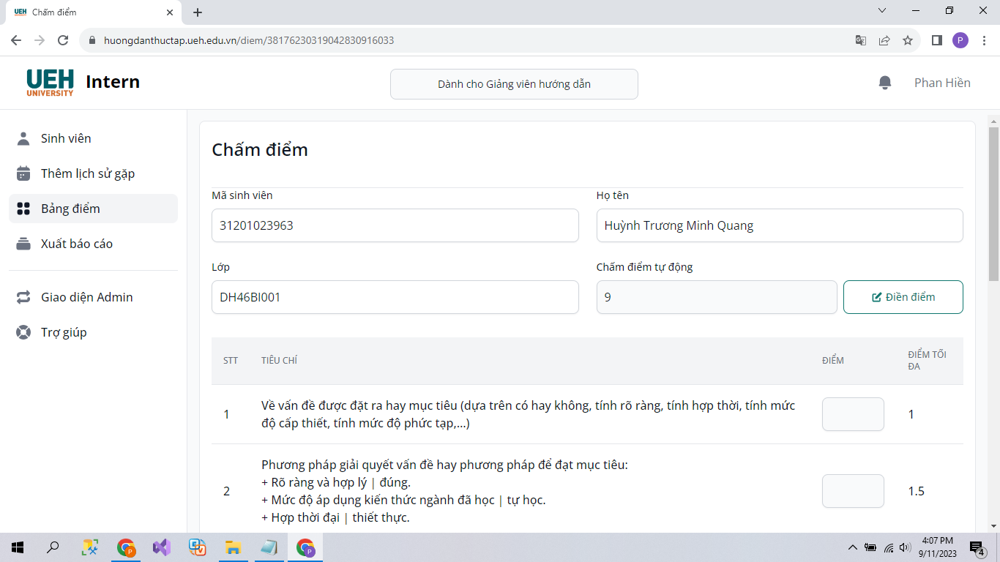 UEH
UNIVERSITY
Chấm điểm
huongdanthuctap.ueh.edu.vn/diem/38176230319042830916033
P
UEH
UNIVERSITY
Intern
Dành cho Giảng viên hướng dẫn
Phan Hiền
Sinh viên
Thêm lịch sử gặp
Bảng điểm
Xuất báo cáo
Giao diện Admin
Trợ giúp
Chấm điểm
Mã sinh viên
Họ tên
31201023963
Huỳnh Trương Minh Quang
Lớp
Chấm điểm tự động
DH46BI001
9
Điền điểm
STT
TIÊU CHÍ
ĐIỂM
ĐIỂM TỐI
ĐA
1
Về vấn đề được đặt ra hay mục tiêu (dựa trên có hay không, tính rõ ràng, tính hợp thời, tính mức
độ cấp thiết, tính mức độ phức tạp,...)
1
2
Phương pháp giải quyết vấn đề hay phương pháp để đạt mục tiêu:
+ Rõ ràng và hợp lý | đúng.
+ Mức độ áp dụng kiến thức ngành đã học | tự học.
+ Hợp thời đại | thiết thực.
1.5
P
P
4:07 PM
9/11/2023
4